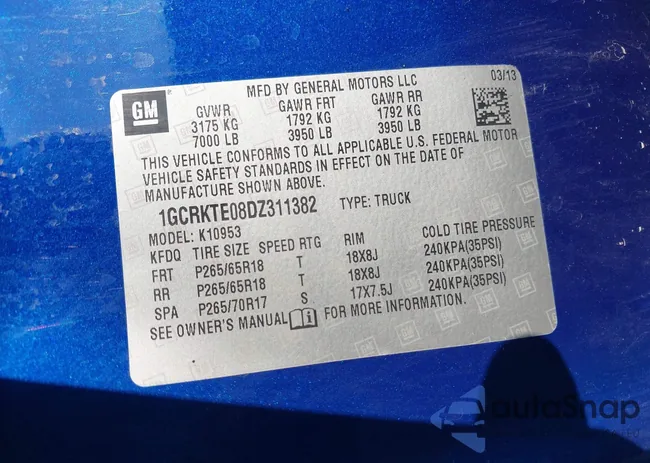 MFD BY GENERAL MOTORS LLC 03/13
GM
GVWR GAWR FRT GAWR RR
3175 KG 1792 KG 1792 KG
7000 LB 3950 LB 3950 LB
THIS VEHICLE CONFORMS TO ALL APPLICABLE U.S. FEDERAL MOTOR
VEHICLE SAFETY STANDARDS IN EFFECT ON THE DATE OF
MANUFACTURE SHOWN ABOVE.
1GCRKTE08DZ311382 TYPE: TRUCK
MODEL: K10953
KFDQ TIRE SIZE SPEED RTG RIM COLD TIRE PRESSURE
FRT P265/65R18 T 18X8J 240KPA(35PSI)
RR P265/65R18 T 18X8J 240KPA(35PSI)
SPA P265/70R17 S 17X7.5J 240KPA(35PSI)
SEE OWNER'S MANUAL FOR MORE INFORMATION.
autoSnap